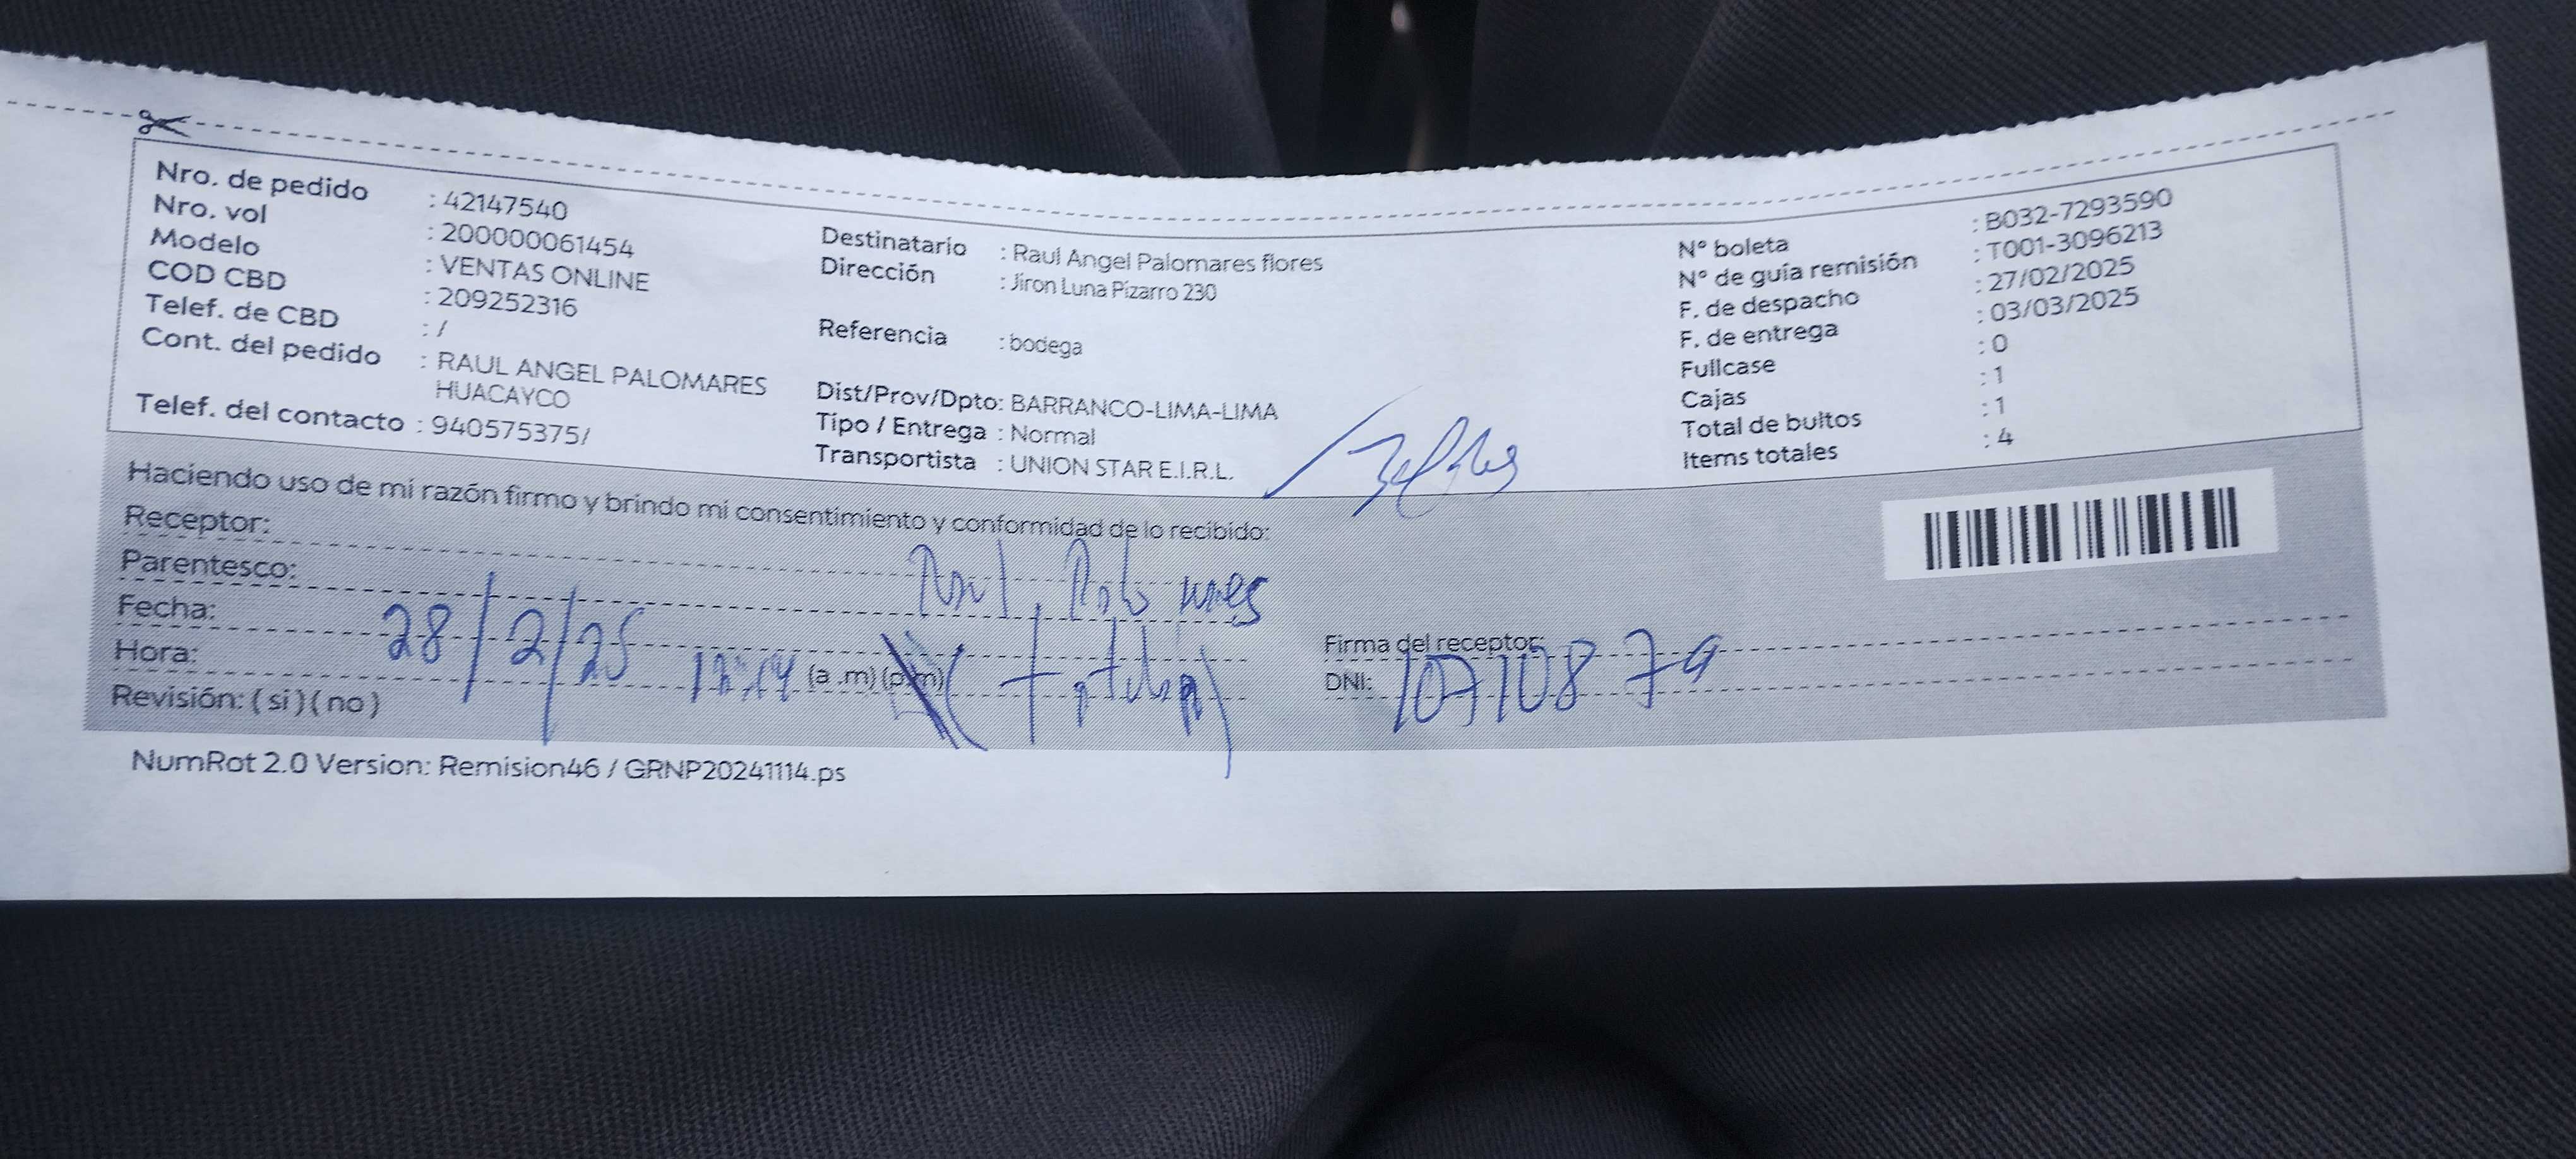 Nro. de pedido : 42147540
Nro. vol : 200000061454
Modelo : VENTAS ONLINE
COD CBD : 209252316
Telef. de CBD : /
Cont. del pedido : RAUL ANGEL PALOMARES
HUACAYCO
Telef. del contacto : 940575375/
Destinatario : Raul Angel Palomares flores
Dirección : Jiron Luna Pizarro 230
Referencia : bodega
Dist/Prov/Dpto: BARRANCO-LIMA-LIMA
Tipo / Entrega : Normal
Transportista : UNION STAR E.I.R.L.
N° boleta : B032-7293590
N° de guía remisión : T001-3096213
F. de despacho : 27/02/2025
F. de entrega : 03/03/2025
Fullcase : 0
Cajas : 1
Total de bultos : 1
Items totales : 4
Haciendo uso de mi razón firmo y brindo mi consentimiento y conformidad de lo recibido:
Receptor:
Parentesco:
Fecha: 28/2/25
Hora: (a .m)(p.m)
Revisión: ( si )( no )
Firma del receptor:
DNI: 10710879
NumRot 2.0 Version: Remision46 / GRNP20241114.ps